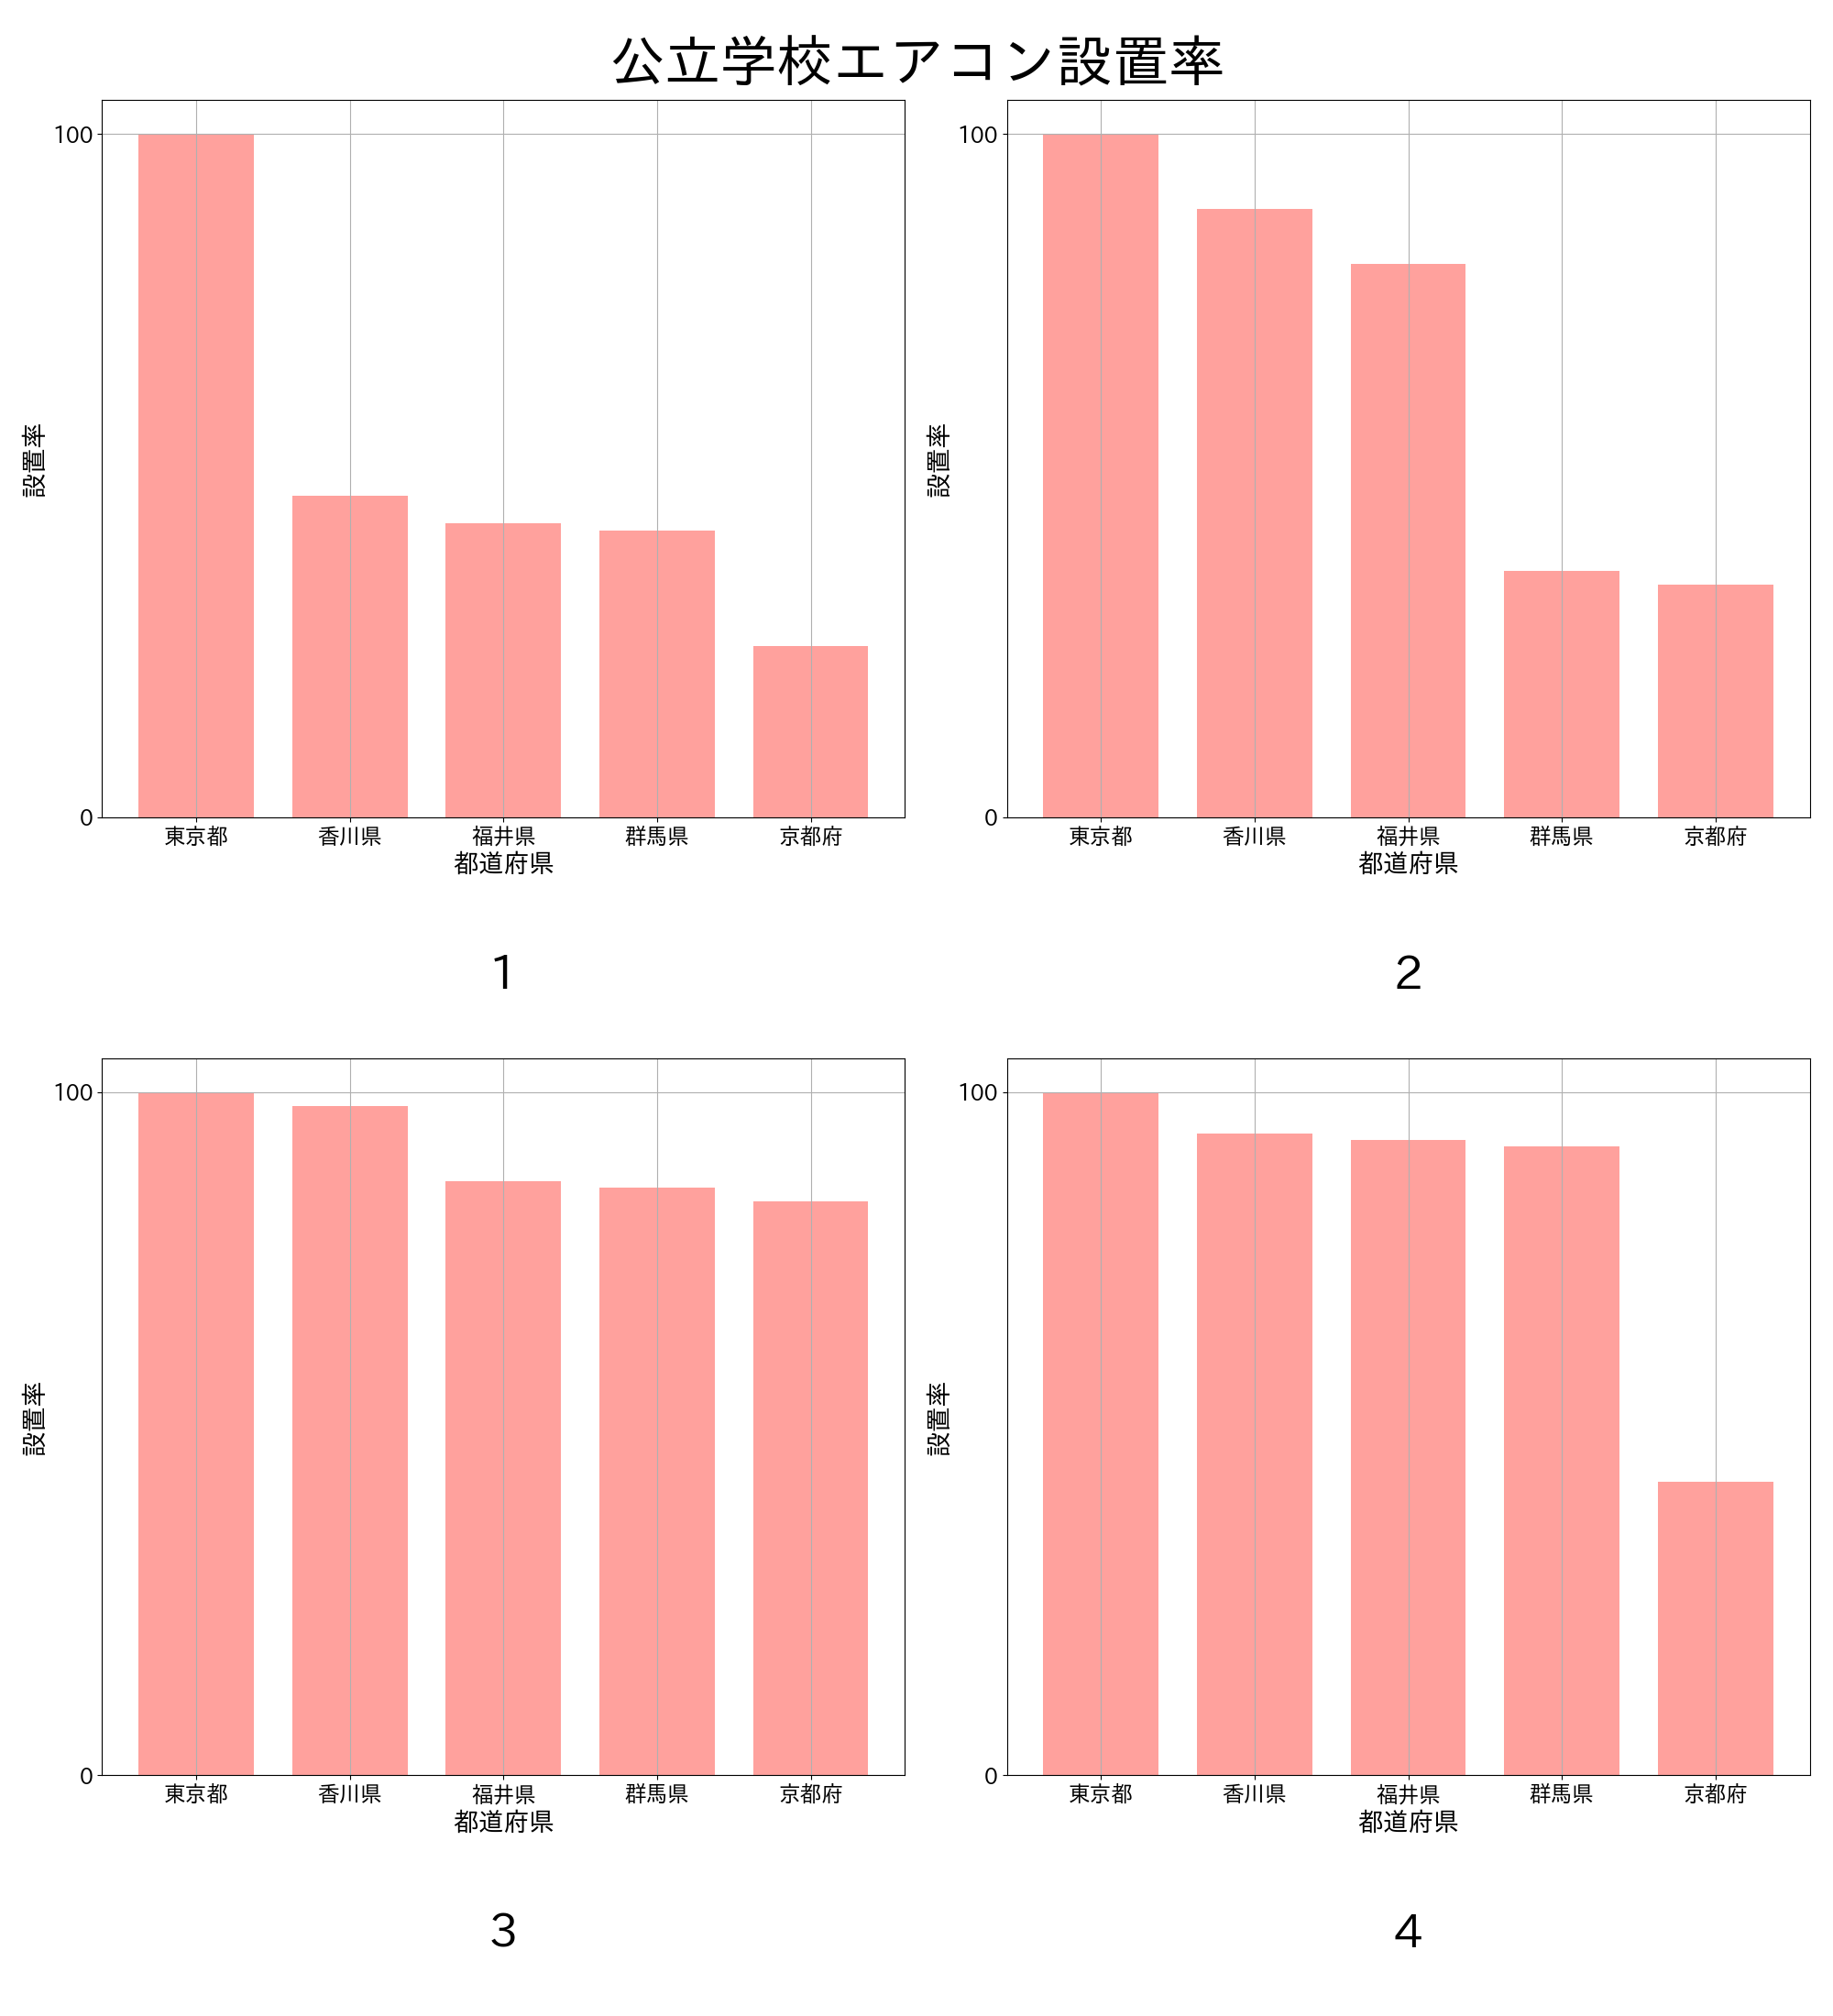 公立学校エアコン設置率
100
0
設置率
東京都 香川県 福井県 群馬県 京都府
都道府県
1
100
0
設置率
東京都 香川県 福井県 群馬県 京都府
都道府県
2
100
0
設置率
東京都 香川県 福井県 群馬県 京都府
都道府県
3
100
0
設置率
東京都 香川県 福井県 群馬県 京都府
都道府県
4